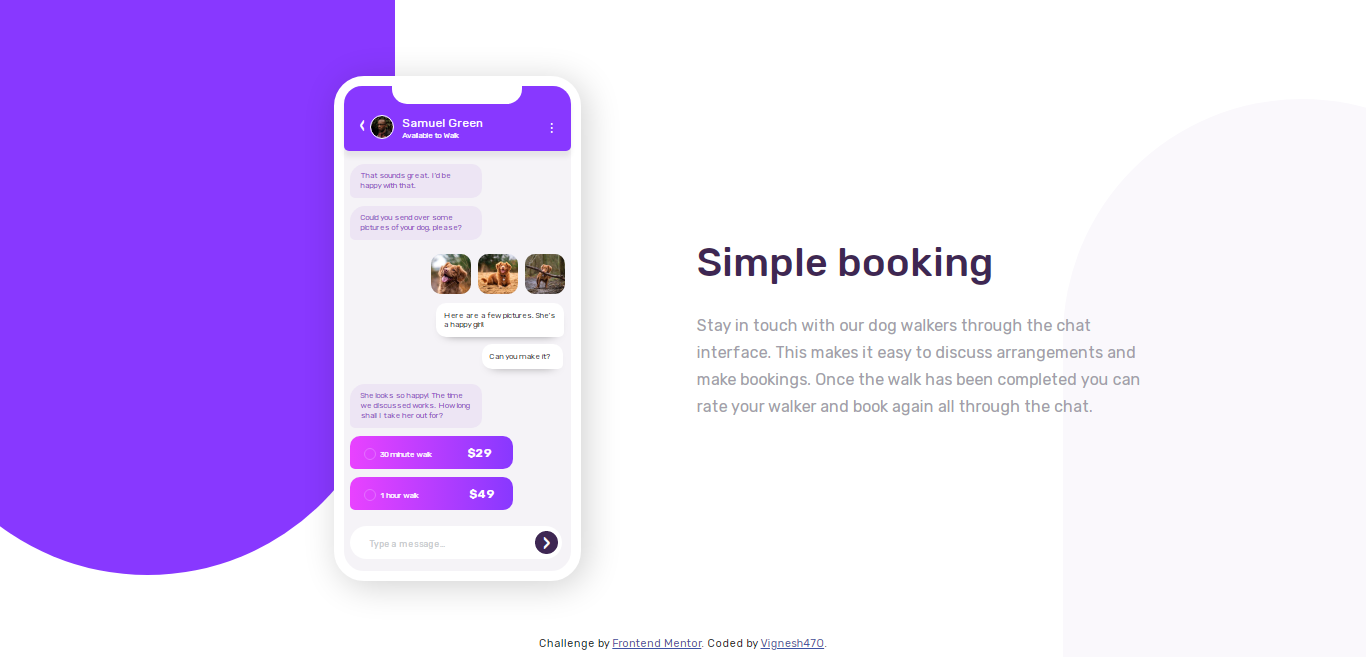 Samuel Green
Available to Walk
That sounds great. I'd be
happy with that.
Could you send over some
pictures of your dog, please?
Here are a few pictures. She's
a happy girl!
Can you make it?
She looks so happy! The time
we discussed works. How long
shall I take her out for?
30 minute walk $29
1 hour walk $49
Type a message…
Simple booking
Stay in touch with our dog walkers through the chat
interface. This makes it easy to discuss arrangements and
make bookings. Once the walk has been completed you can
rate your walker and book again all through the chat.
Challenge by Frontend Mentor. Coded by Vignesh470.